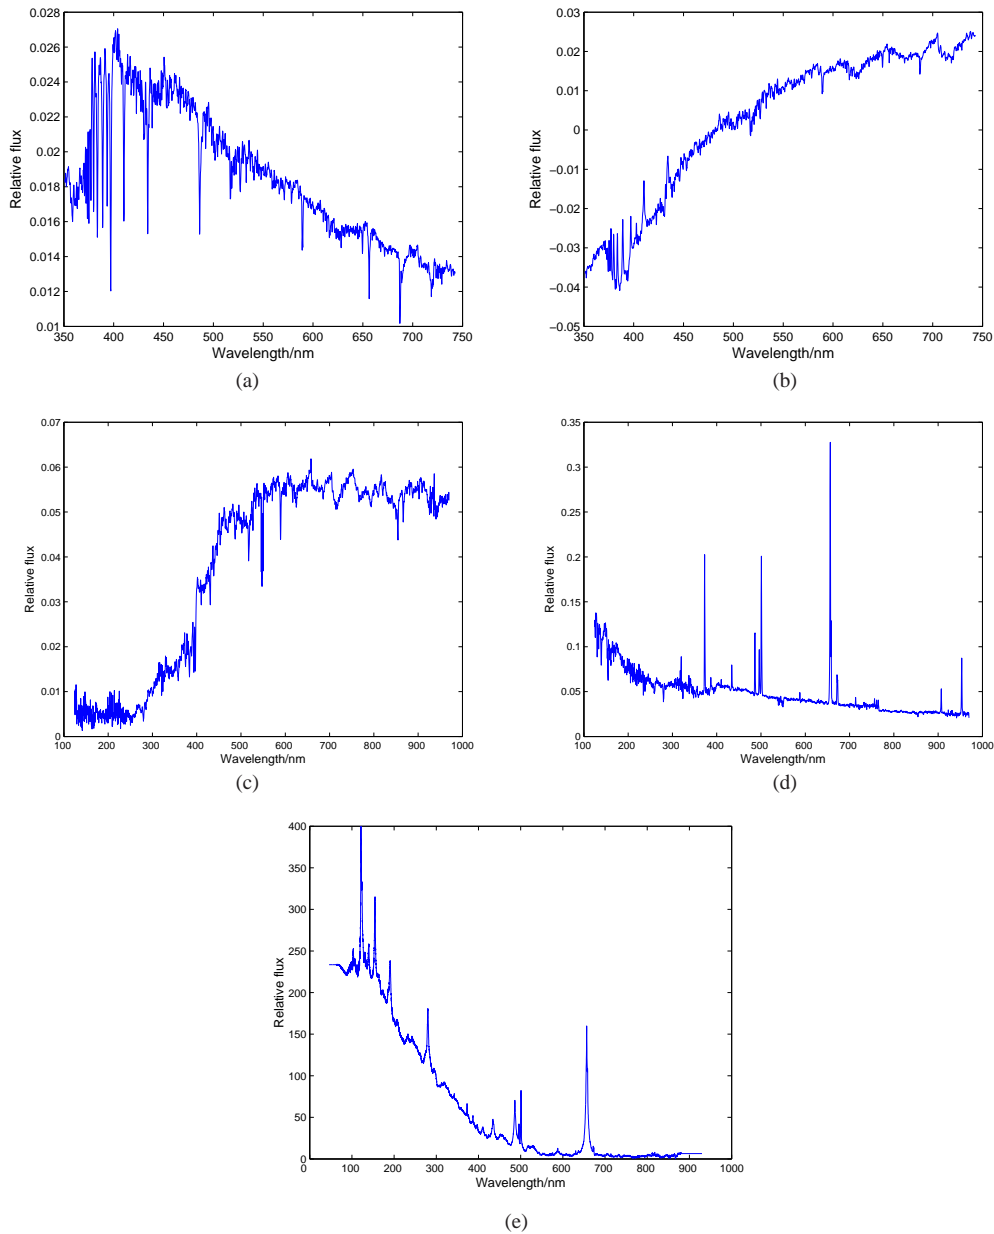 0.028
0.026
0.024
0.022
0.02
0.018
0.016
0.014
0.012
0.01
Relative flux
350 400 450 500 550 600 650 700 750
Wavelength/nm
(a)
0.03
0.02
0.01
0
−0.01
−0.02
−0.03
−0.04
−0.05
Relative flux
350 400 450 500 550 600 650 700 750
Wavelength/nm
(b)
0.07
0.06
0.05
0.04
0.03
0.02
0.01
0
Relative flux
100 200 300 400 500 600 700 800 900 1000
Wavelength/nm
(c)
0.35
0.3
0.25
0.2
0.15
0.1
0.05
0
Relative flux
100 200 300 400 500 600 700 800 900 1000
Wavelength/nm
(d)
400
350
300
250
200
150
100
50
0
Relative flux
0 100 200 300 400 500 600 700 800 900 1000
Wavelength/nm
(e)